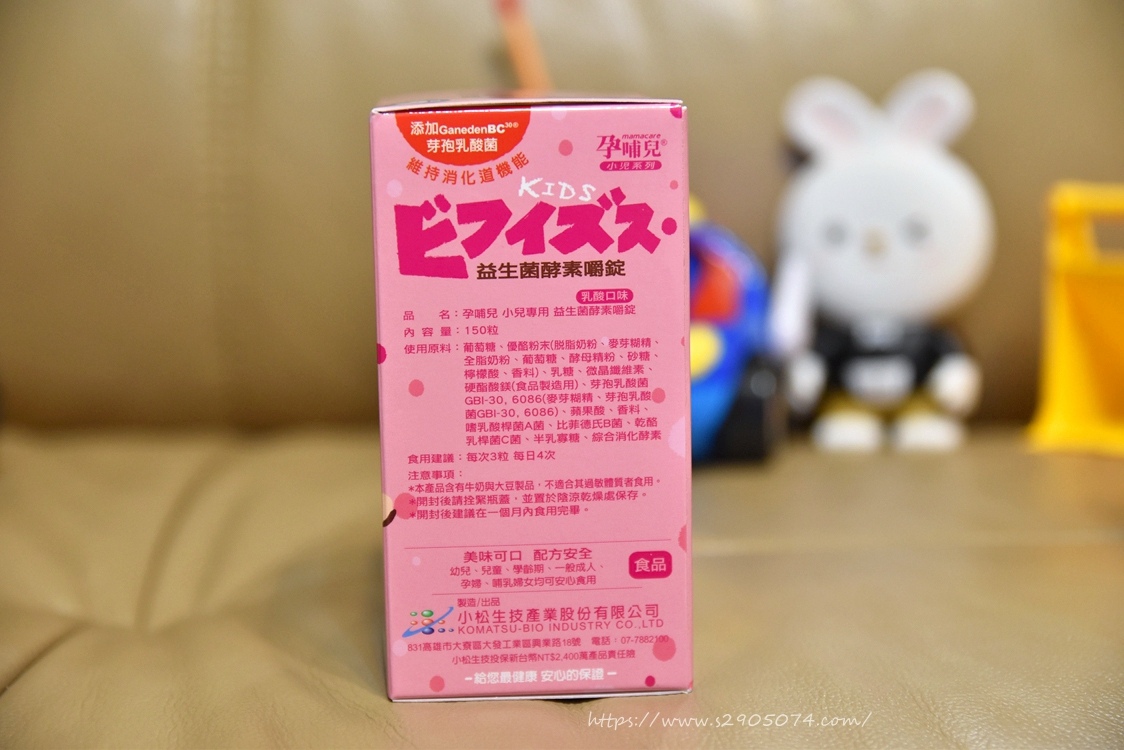 添加GanedenBC³⁰®
芽孢乳酸菌
維持消化道機能
mamacare
孕哺兒®
小児系列
KIDS
ビフィズス
益生菌酵素嚼錠
乳酸口味
品　　名：孕哺兒 小兒專用 益生菌酵素嚼錠
內 容 量：150粒
使用原料：葡萄糖、優酪粉末(脫脂奶粉、麥芽糊精、
全脂奶粉、葡萄糖、酵母精粉、砂糖、
檸檬酸、香料)、乳糖、微晶纖維素、
硬酯酸鎂(食品製造用)、芽孢乳酸菌
GBI-30, 6086(麥芽糊精、芽孢乳酸
菌GBI-30, 6086)、蘋果酸、香料、
嗜乳酸桿菌A菌、比菲德氏B菌、乾酪
乳桿菌C菌、半乳寡糖、綜合消化酵素
食用建議：每次3粒 每日4次
注意事項：
*本產品含有牛奶與大豆製品，不適合其過敏體質者食用。
*開封後請拴緊瓶蓋，並置於陰涼乾燥處保存。
*開封後建議在一個月內食用完畢。
美味可口 配方安全
幼兒、兒童、學齡期、一般成人、
孕婦、哺乳婦女均可安心食用
食品
製造/出品
小松生技產業股份有限公司
KOMATSU-BIO INDUSTRY CO.,LTD
831高雄市大寮區大發工業區興業路18號 電話：07-7882100
小松生技投保新台幣NT$2,400萬產品責任險
－給您最健康 安心的保證－
https://www.s2905074.com/